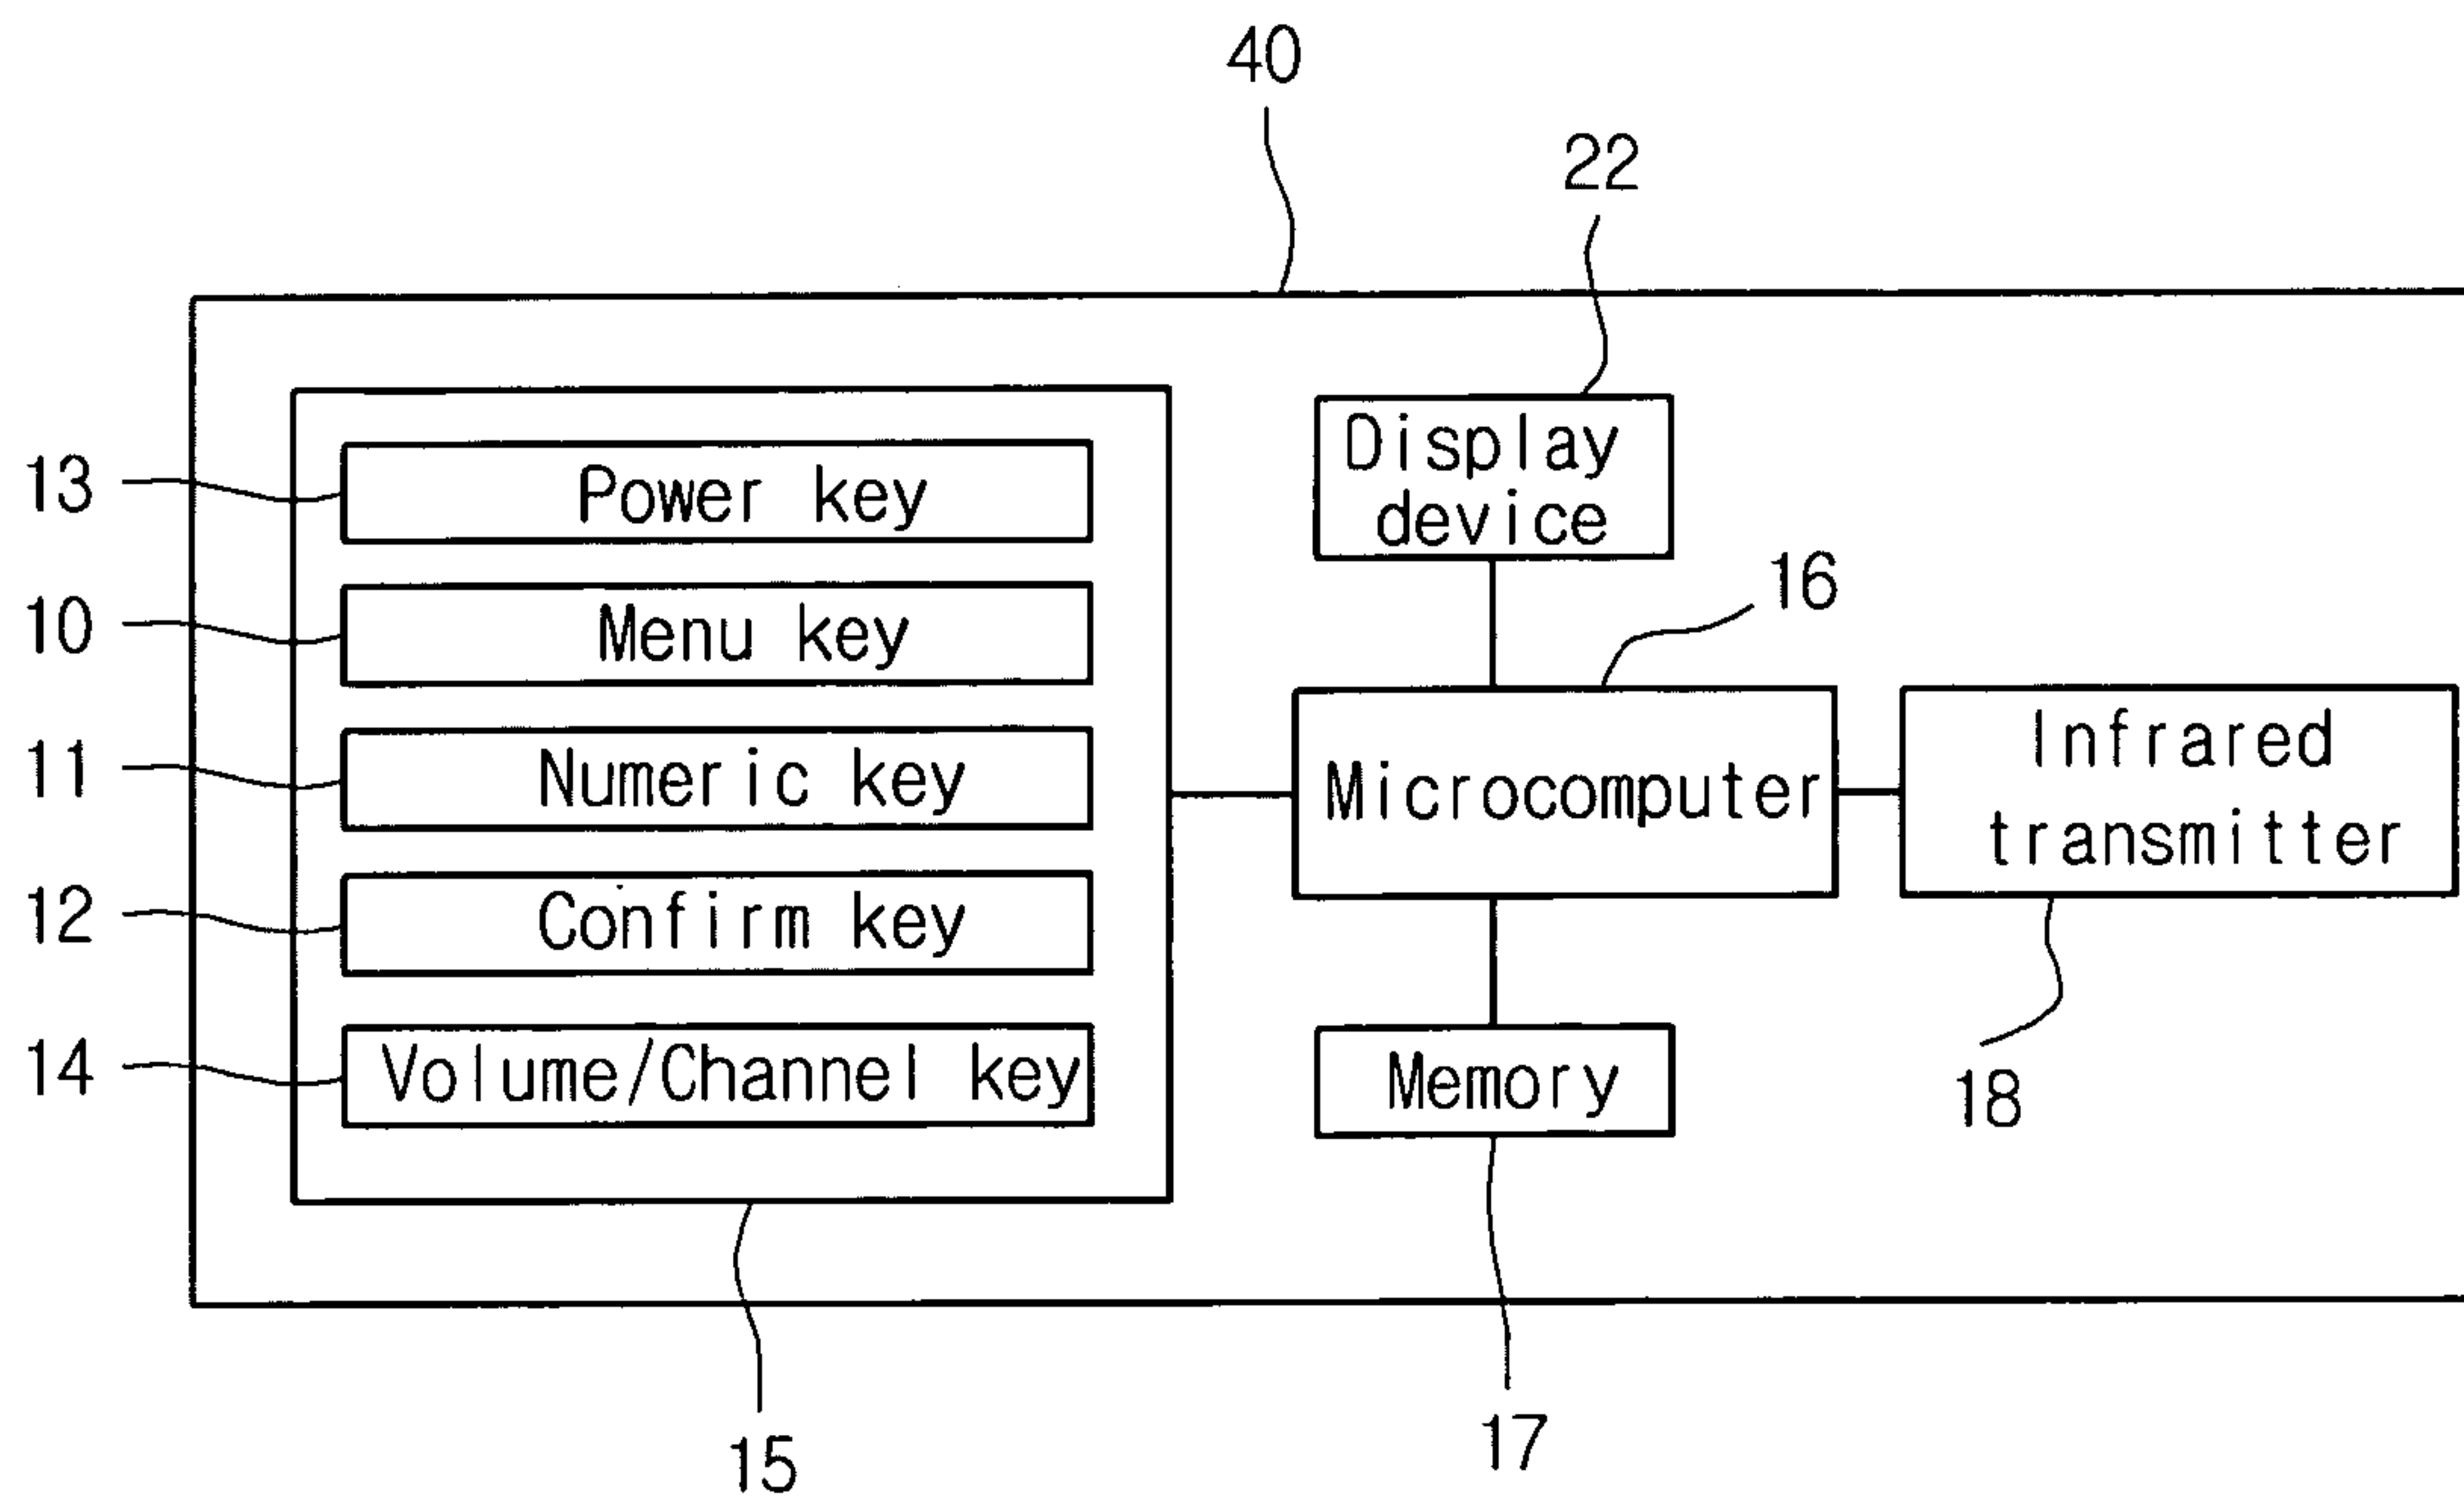 40
22
13
Power key
Display
device
16
10
Menu key
11
Numeric key
Microcomputer
Infrared
transmitter
12
Confirm key
14
Volume/Channel key
Memory
18
15
17